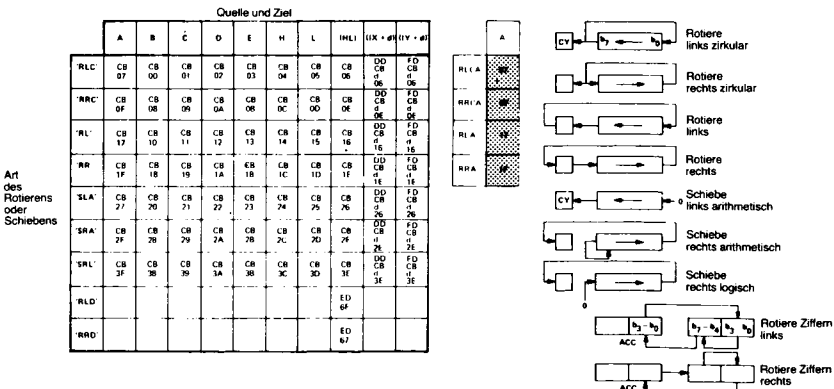 Quelle und Ziel
A B C D E H L (HL) (IX + d) (IY + d)
'RLC' CB 07 CB 00 CB 01 CB 02 CB 03 CB 04 CB 05 CB 06 DD CB d 06 FD CB d 06
'RRC' CB 0F CB 08 CB 09 CB 0A CB 0B CB 0C CB 0D CB 0E DD CB d 0E FD CB d 0E
'RL' CB 17 CB 10 CB 11 CB 12 CB 13 CB 14 CB 15 CB 16 DD CB d 16 FD CB d 16
'RR CB 1F CB 18 CB 19 CB 1A CB 1B CB 1C CB 1D CB 1E DD CB d 1E FD CB d 1E
'SLA' CB 27 CB 20 CB 21 CB 22 CB 23 CB 24 CB 25 CB 26 DD CB d 26 FD CB d 26
'SRA' CB 2F CB 28 CB 29 CB 2A CB 2B CB 2C CB 2D CB 2E DD CB d 2E FD CB d 2E
'SRL' CB 3F CB 38 CB 39 CB 3A CB 3B CB 3C CB 3D CB 3E DD CB d 3E FD CB d 3E
'RLD' ED 6F
'RRD' ED 67
Art
des
Rotierens
oder
Schiebens
A
RLCA
RRCA
RLA
RRA
CY b7 b0 Rotiere
links zirkular
Rotiere
rechts zirkular
Rotiere
links
Rotiere
rechts
CY 0 Schiebe
links arithmetisch
Schiebe
rechts arithmetisch
Schiebe
rechts logisch
0
b3 – b0 b7 – b4 b3 b0 Rotiere Ziffern
links
ACC
Rotiere Ziffern
rechts
ACC